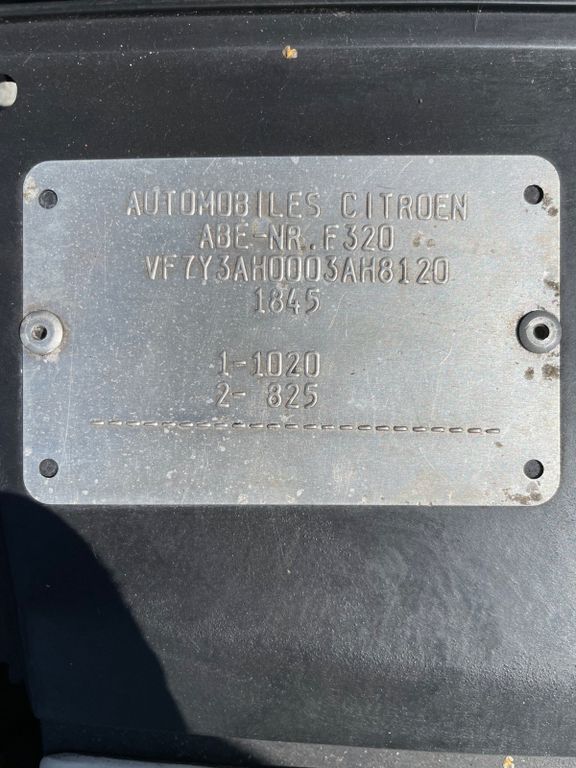 AUTOMOBILES CITROEN
ABE-NR.F320
VF7Y3AH0003AH8120
1845
1-1020
2- 825